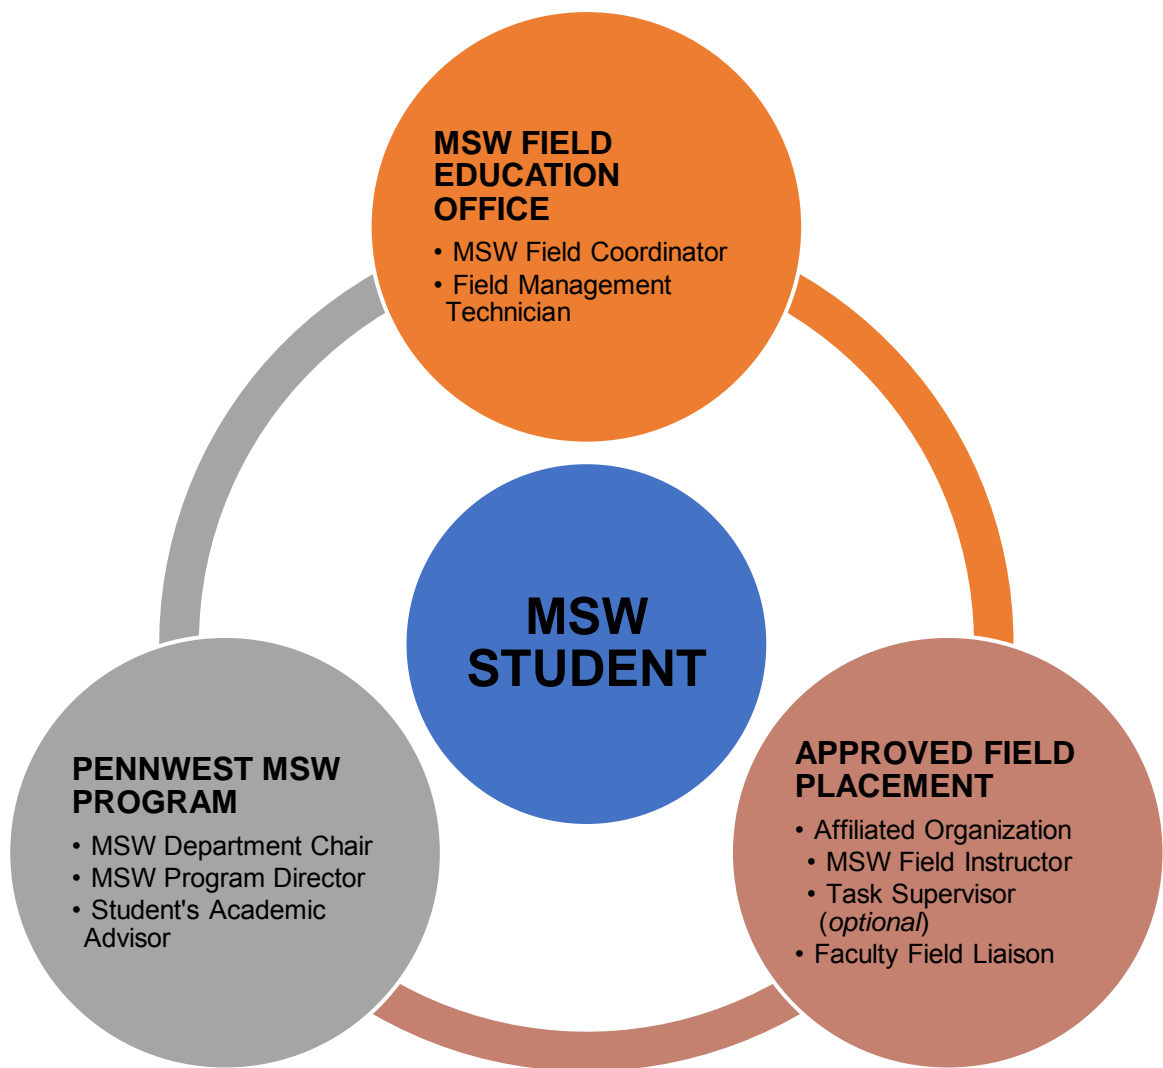 MSW FIELD
EDUCATION
OFFICE
• MSW Field Coordinator
• Field Management
Technician
MSW
STUDENT
PENNWEST MSW
PROGRAM
• MSW Department Chair
• MSW Program Director
• Student's Academic
Advisor
APPROVED FIELD
PLACEMENT
• Affiliated Organization
• MSW Field Instructor
• Task Supervisor
(optional)
• Faculty Field Liaison